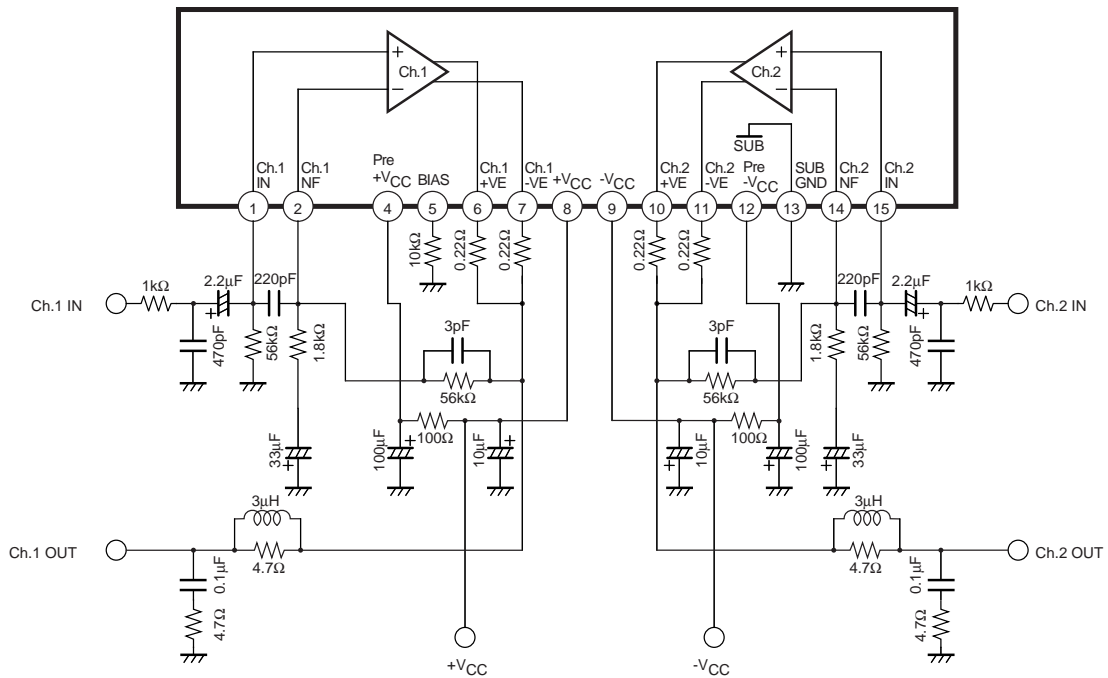 Ch.1
Ch.2
+
−
+
−
SUB
Ch.1 IN
Ch.1 NF
Pre +VCC
BIAS
Ch.1 +VE
Ch.1 -VE
+VCC
-VCC
Ch.2 +VE
Ch.2 -VE
Pre -VCC
SUB GND
Ch.2 NF
Ch.2 IN
1
2
4
5
6
7
8
9
10
11
12
13
14
15
10kΩ
0.22Ω
0.22Ω
0.22Ω
0.22Ω
Ch.1 IN
1kΩ
2.2µF
+
220pF
470pF
56kΩ
1.8kΩ
3pF
56kΩ
3pF
56kΩ
1.8kΩ
56kΩ
220pF
2.2µF
+
470pF
1kΩ
Ch.2 IN
33µF
+
100µF
+
100Ω
10µF
+
10µF
+
100Ω
100µF
+
33µF
+
Ch.1 OUT
3µH
4.7Ω
0.1µF
4.7Ω
3µH
4.7Ω
0.1µF
4.7Ω
Ch.2 OUT
+VCC
-VCC